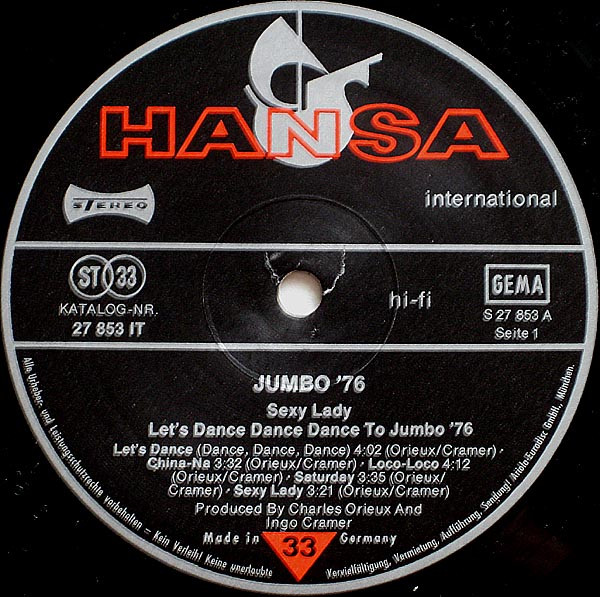 HANSA
STEREO
international
ST 33
GEMA
KATALOG-NR.
27 853 IT
hi-fi
S 27 853 A
Seite 1
JUMBO '76
Sexy Lady
Let's Dance Dance Dance To Jumbo '76
Let's Dance (Dance, Dance, Dance) 4:02 (Orieux/Cramer) ·
China-Na 3:32 (Orieux/Cramer) · Loco-Loco 4:12
(Orieux/Cramer) · Saturday 3:35 (Orieux/
Cramer) · Sexy Lady 3:21 (Orieux/Cramer)
Produced By Charles Orieux And
Ingo Cramer
Made in Germany
33
Alle Urheber- und Leistungsschutzrechte vorbehalten = Kein Verleih! Keine unerlaubte Vervielfältigung, Vermietung, Aufführung, Sendung! Ariola-Eurodisc GmbH, München.